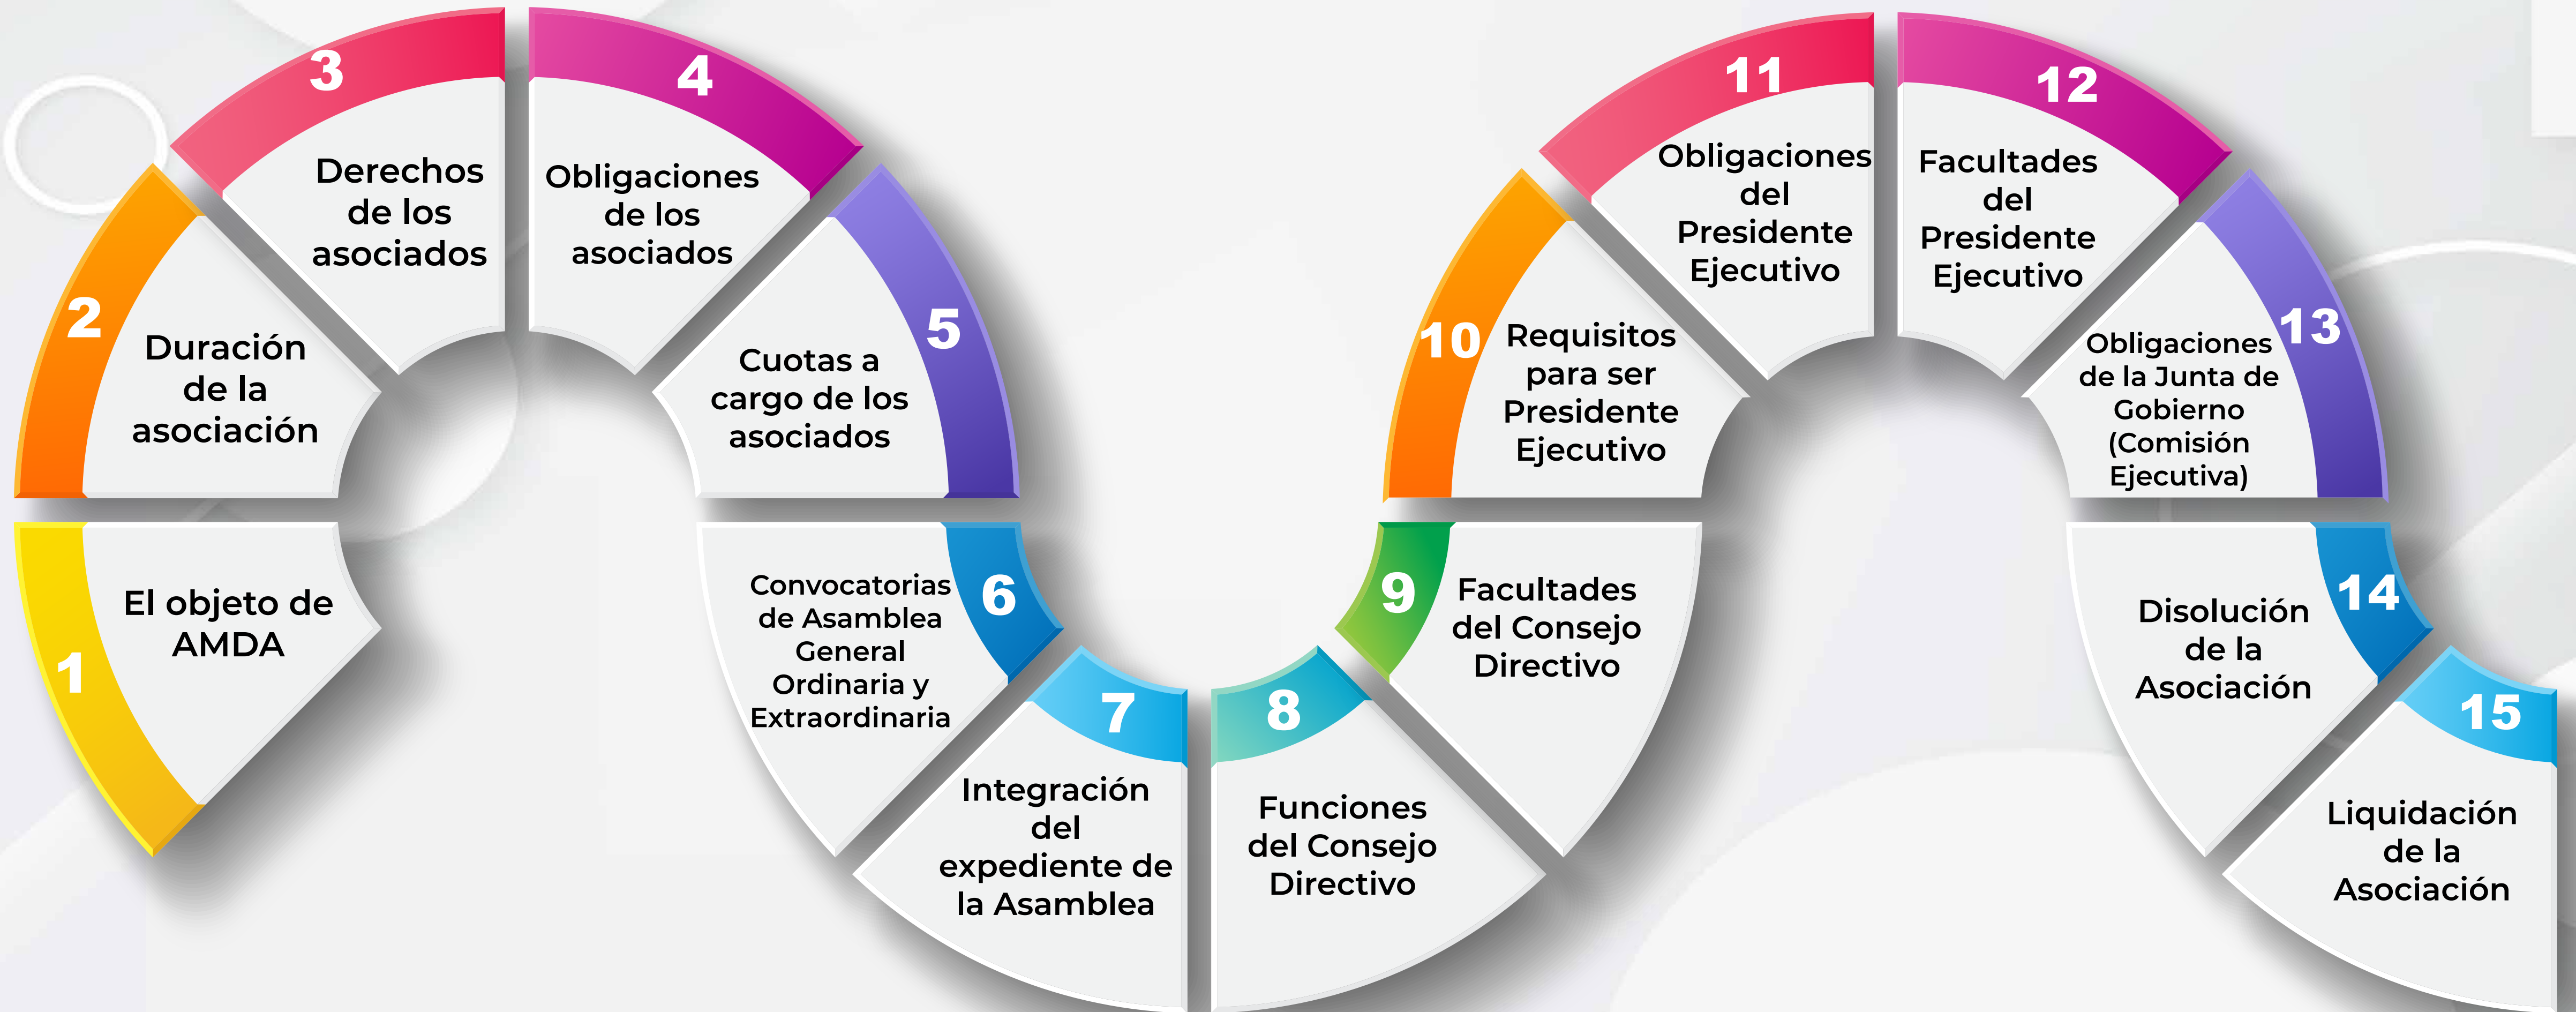 1
El objeto de
AMDA
2
Duración
de la
asociación
3
Derechos
de los
asociados
4
Obligaciones
de los
asociados
5
Cuotas a
cargo de los
asociados
6
Convocatorias
de Asamblea
General
Ordinaria y
Extraordinaria
7
Integración
del
expediente de
la Asamblea
8
Funciones
del Consejo
Directivo
9
Facultades
del Consejo
Directivo
10
Requisitos
para ser
Presidente
Ejecutivo
11
Obligaciones
del
Presidente
Ejecutivo
12
Facultades
del
Presidente
Ejecutivo
13
Obligaciones
de la Junta de
Gobierno
(Comisión
Ejecutiva)
14
Disolución
de la
Asociación
15
Liquidación
de la
Asociación